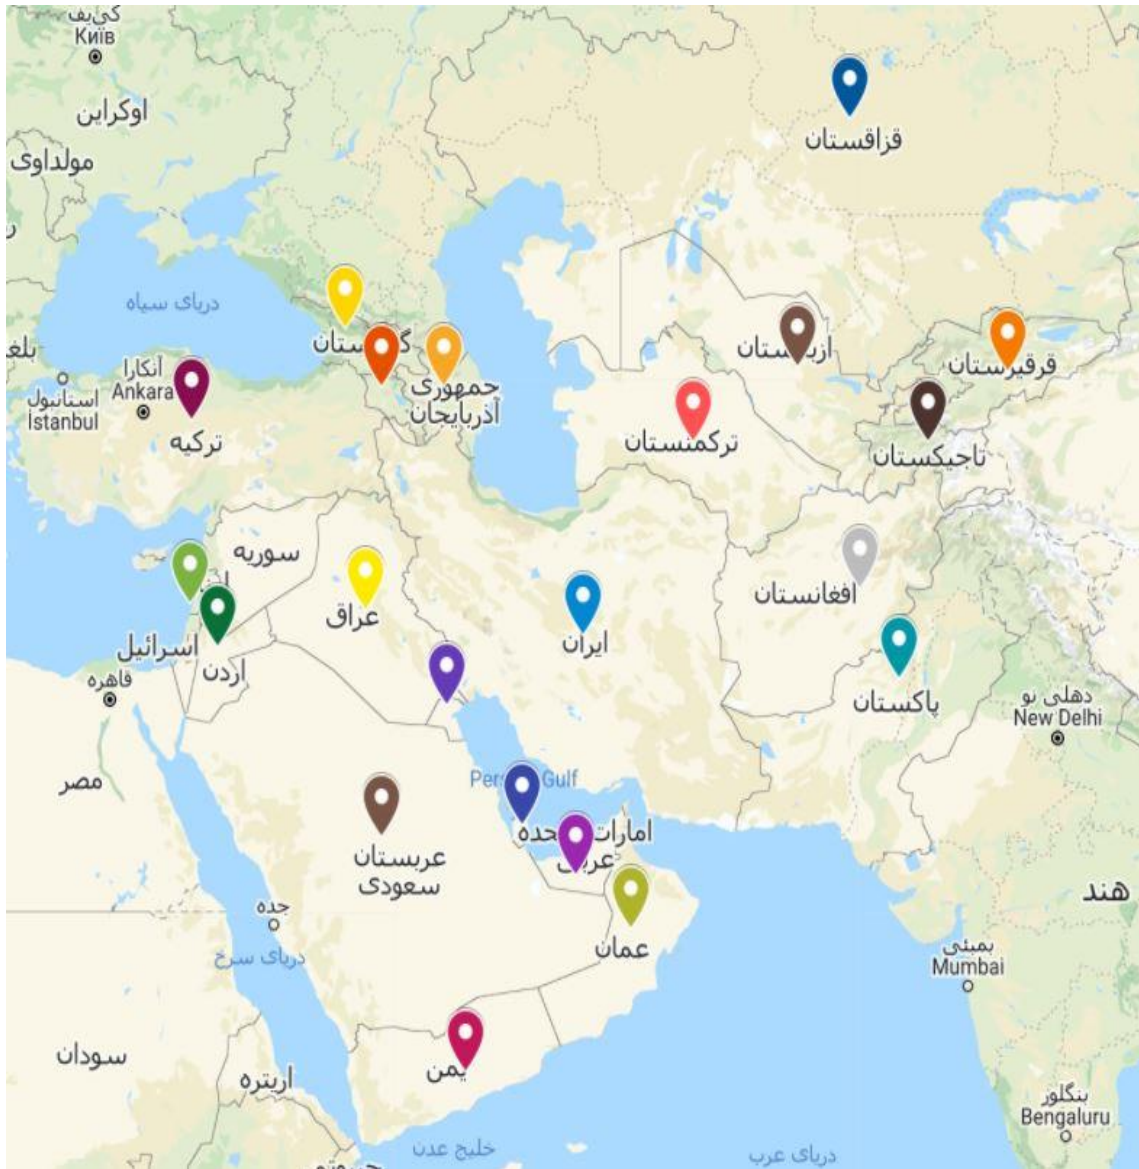 کی‌یف
Київ
اوکراین
مولداوی
قزاقستان
دریای سیاه
آنکارا
Ankara
استانبول
İstanbul
ترکیه
جمهوری
آذربایجان
ترکمنستان
قرقیزستان
تاجیکستان
سوریه
عراق
ایران
افغانستان
پاکستان
اسرائیل
اردن
قاهره
مصر
دهلی نو
New Delhi
Gulf
امارات
عربستان
سعودی
عمان
هند
جده
دریای سرخ
بمبئی
Mumbai
سودان
اریتره
یمن
بنگلور
Bengaluru
خلیج عدن
دریای عرب